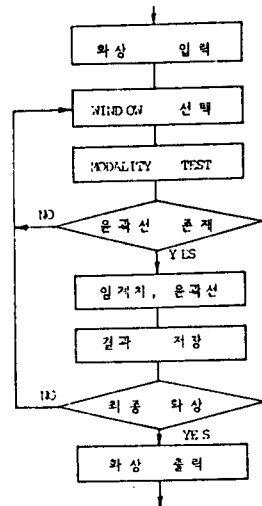 화상 입력
WINDOW 선택
MODALITY TEST
NO
윤곽선 존재
YES
임계치, 윤곽선
결과 저장
NO
최종 화상
YES
화상 출력